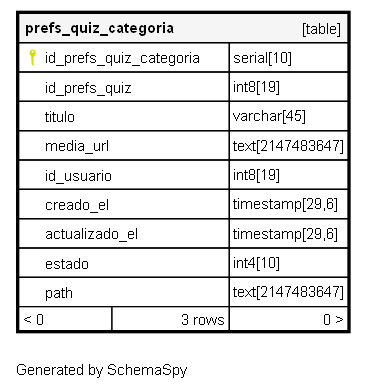 prefs_quiz_categoria [table]
id_prefs_quiz_categoria serial[10]
id_prefs_quiz int8[19]
titulo varchar[45]
media_url text[2147483647]
id_usuario int8[19]
creado_el timestamp[29,6]
actualizado_el timestamp[29,6]
estado int4[10]
path text[2147483647]
< 0 3 rows 0 >
Generated by SchemaSpy